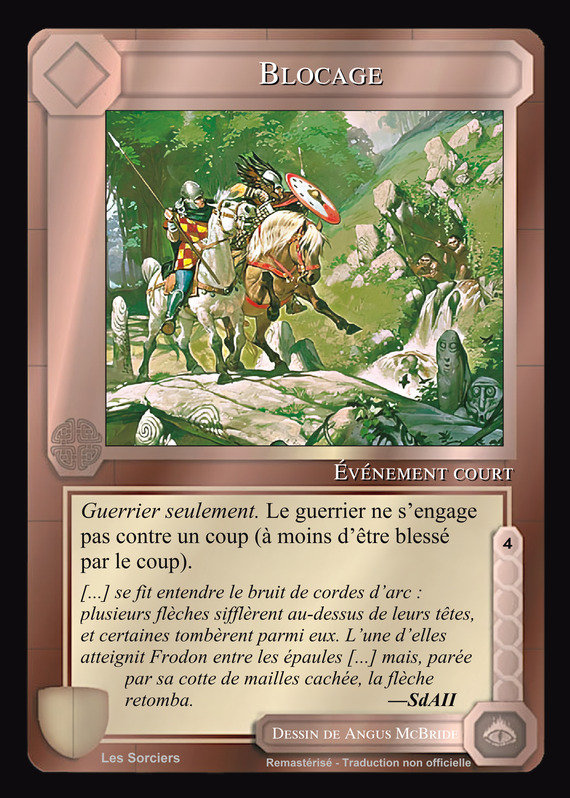 Blocage
Événement court
Guerrier seulement. Le guerrier ne s'engage
pas contre un coup (à moins d'être blessé
par le coup).
4
[...] se fit entendre le bruit de cordes d'arc :
plusieurs flèches sifflèrent au-dessus de leurs têtes,
et certaines tombèrent parmi eux. L'une d'elles
atteignit Frodon entre les épaules [...] mais, parée
par sa cotte de mailles cachée, la flèche
retomba. —SdAII
Dessin de Angus McBride
Les Sorciers
Remastérisé - Traduction non officielle